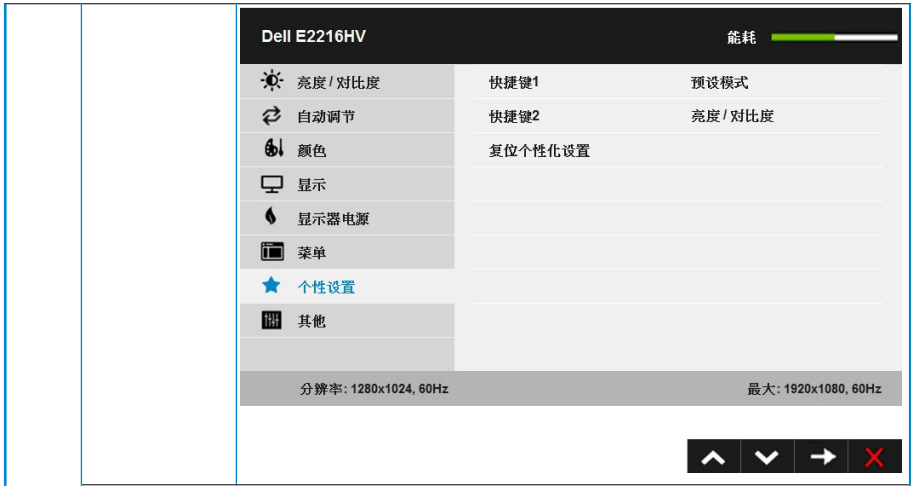 Dell E2216HV 能耗
亮度/对比度 快捷键1 预设模式
自动调节 快捷键2 亮度/对比度
颜色 复位个性化设置
显示
显示器电源
菜单
个性设置
其他
分辨率: 1280x1024, 60Hz 最大: 1920x1080, 60Hz